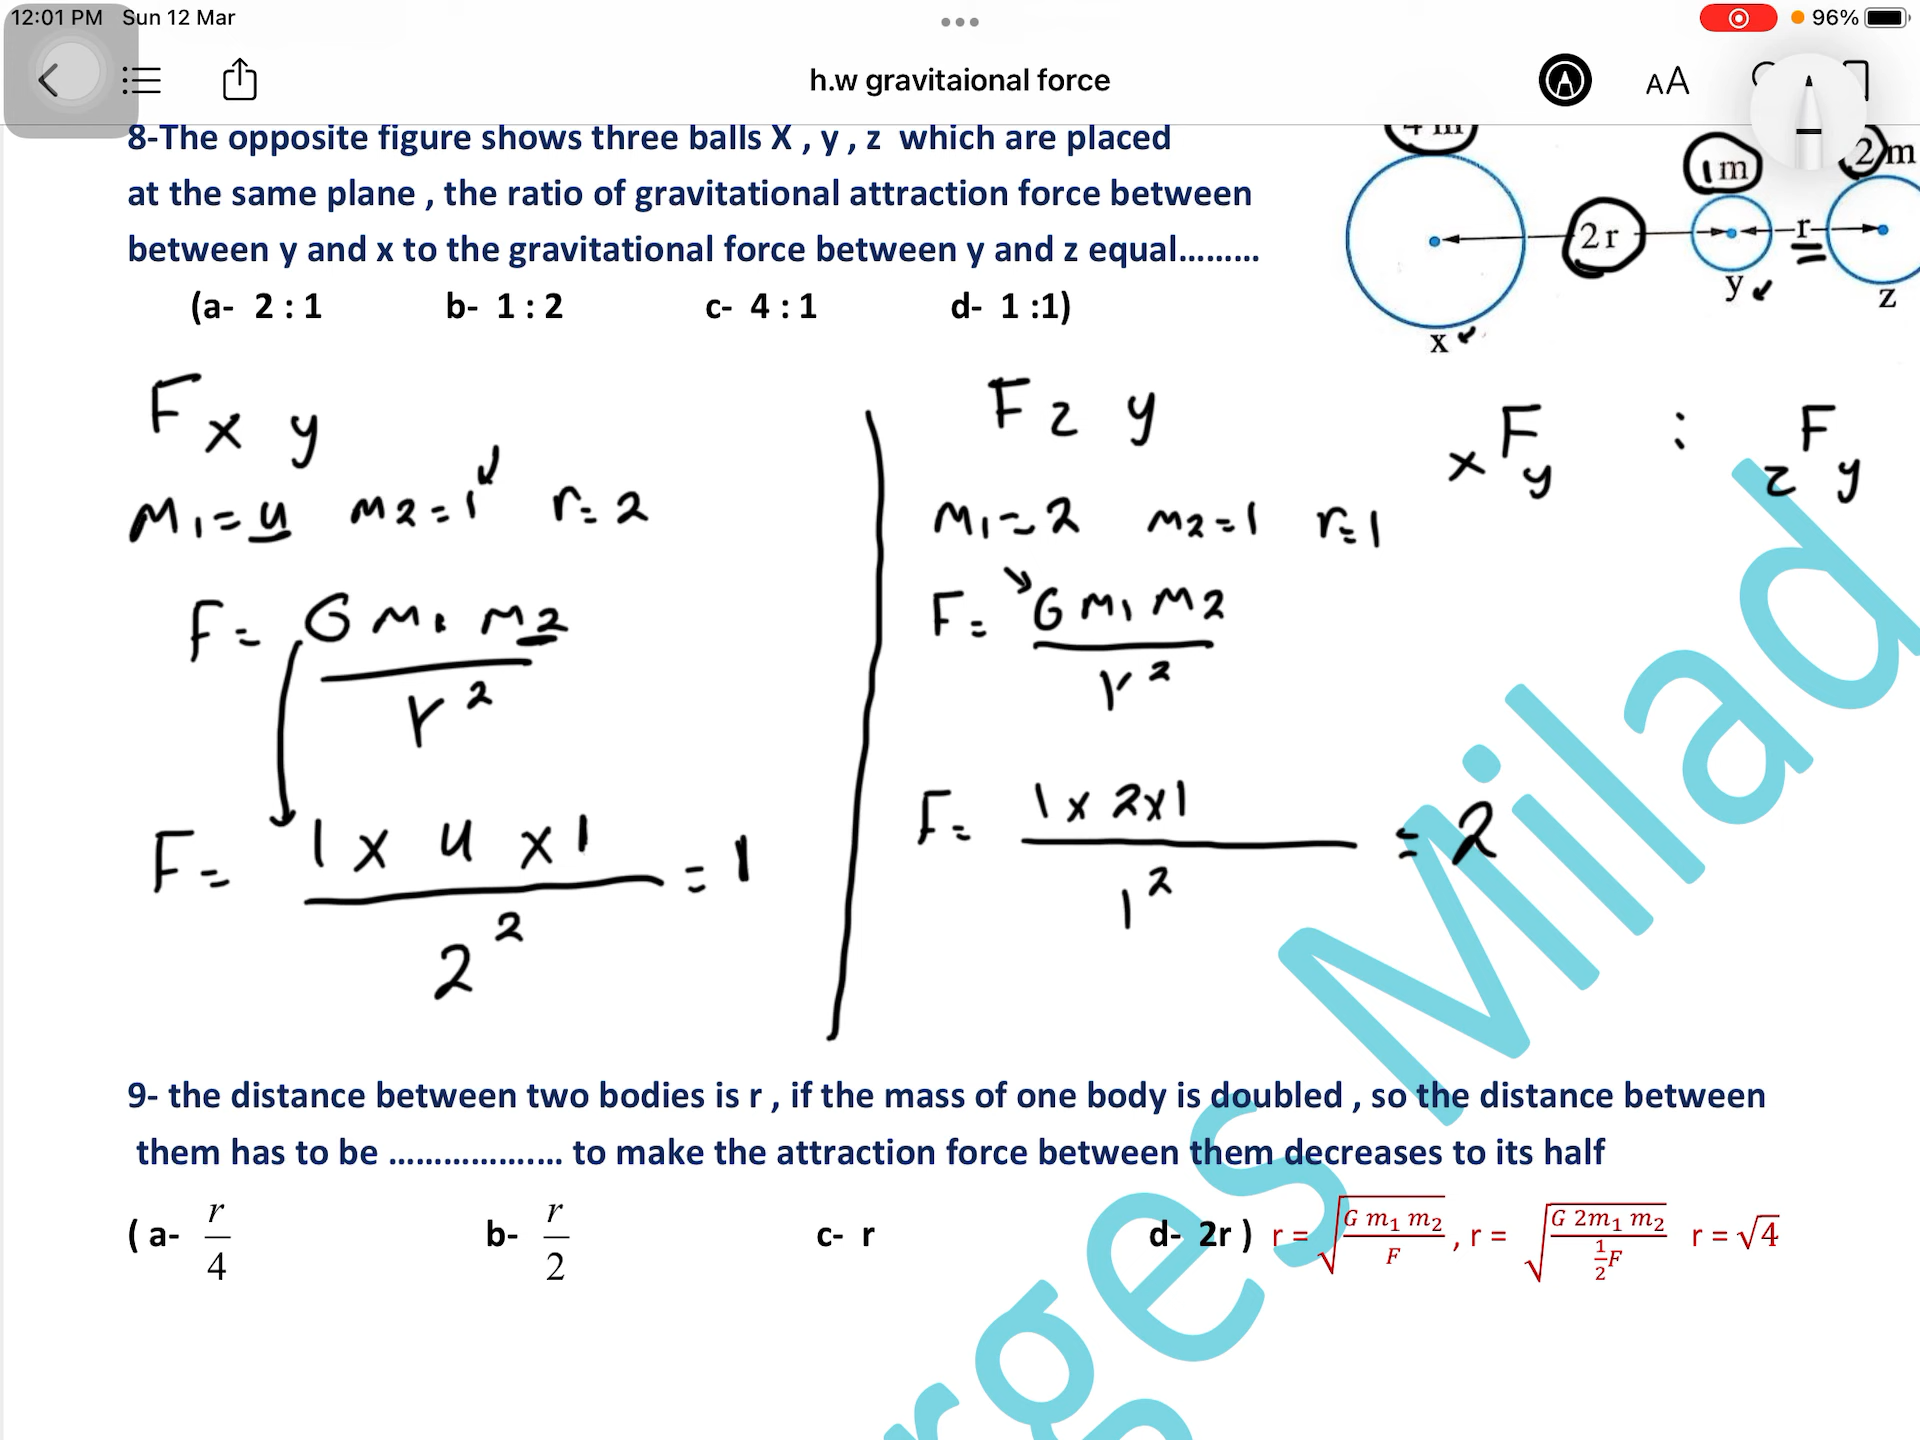 12:01 PM Sun 12 Mar
96%
h.w gravitaional force
AA
8-The opposite figure shows three balls X , y , z which are placed
at the same plane , the ratio of gravitational attraction force between
between y and x to the gravitational force between y and z equal.........
(a- 2 : 1 b- 1 : 2 c- 4 : 1 d- 1 :1)
4 m
1m
2m
2r
r
x
y
z
F x y
M1=4 M2=1 r=2
F= G M1 M2
r²
F= 1 x 4 x 1 = 1
2²
F z y
M1=2 M2=1 r=1
F= G M1 M2
r²
F= 1 x 2x1 = 2
1²
xFy : zFy
9- the distance between two bodies is r , if the mass of one body is doubled , so the distance between
them has to be .................... to make the attraction force between them decreases to its half
( a- r/4 b- r/2 c- r d- 2r ) r = √(G m₁ m₂ / F) , r = √(G 2m₁ m₂ / ½F) r = √4
rges Milad